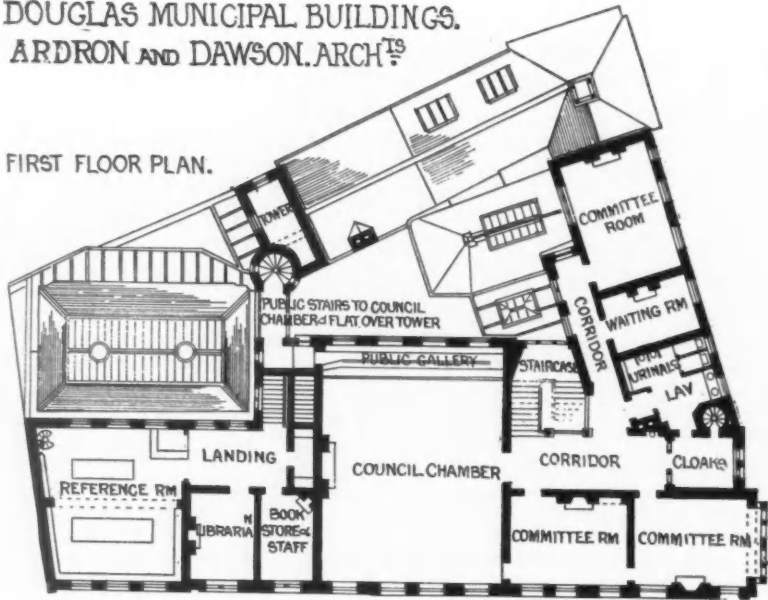 DOUGLAS MUNICIPAL BUILDINGS.
ARDRON AND DAWSON. ARCHTS.
FIRST FLOOR PLAN.
TOWER
COMMITTEE
ROOM
PUBLIC STAIRS TO COUNCIL
CHAMBER & FLAT OVER TOWER
CORRIDOR
WAITING RM
URINALS
LAV
PUBLIC GALLERY
STAIRCASE
LANDING
COUNCIL CHAMBER
CORRIDOR
CLOAKS
REFERENCE RM
LIBRARIAN
BOOK
STORE &
STAFF
COMMITTEE RM
COMMITTEE RM